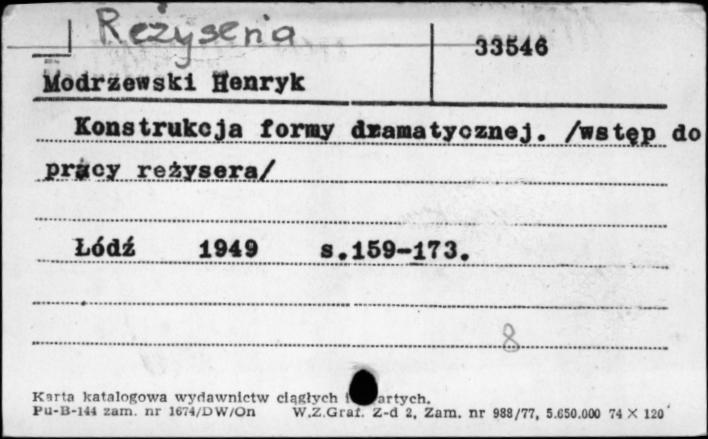 Reżyseria
33546
Modrzewski Henryk
Konstrukcja formy dramatycznej. /wstęp do
pracy reżysera/
Łódź 1949 s.159-173.
8
Karta katalogowa wydawnictw ciągłych i artych.
Pu-B-144 zam. nr 1674/DW/On W.Z.Graf. Z-d 2, Zam. nr 988/77, 5.650.000 74 × 120